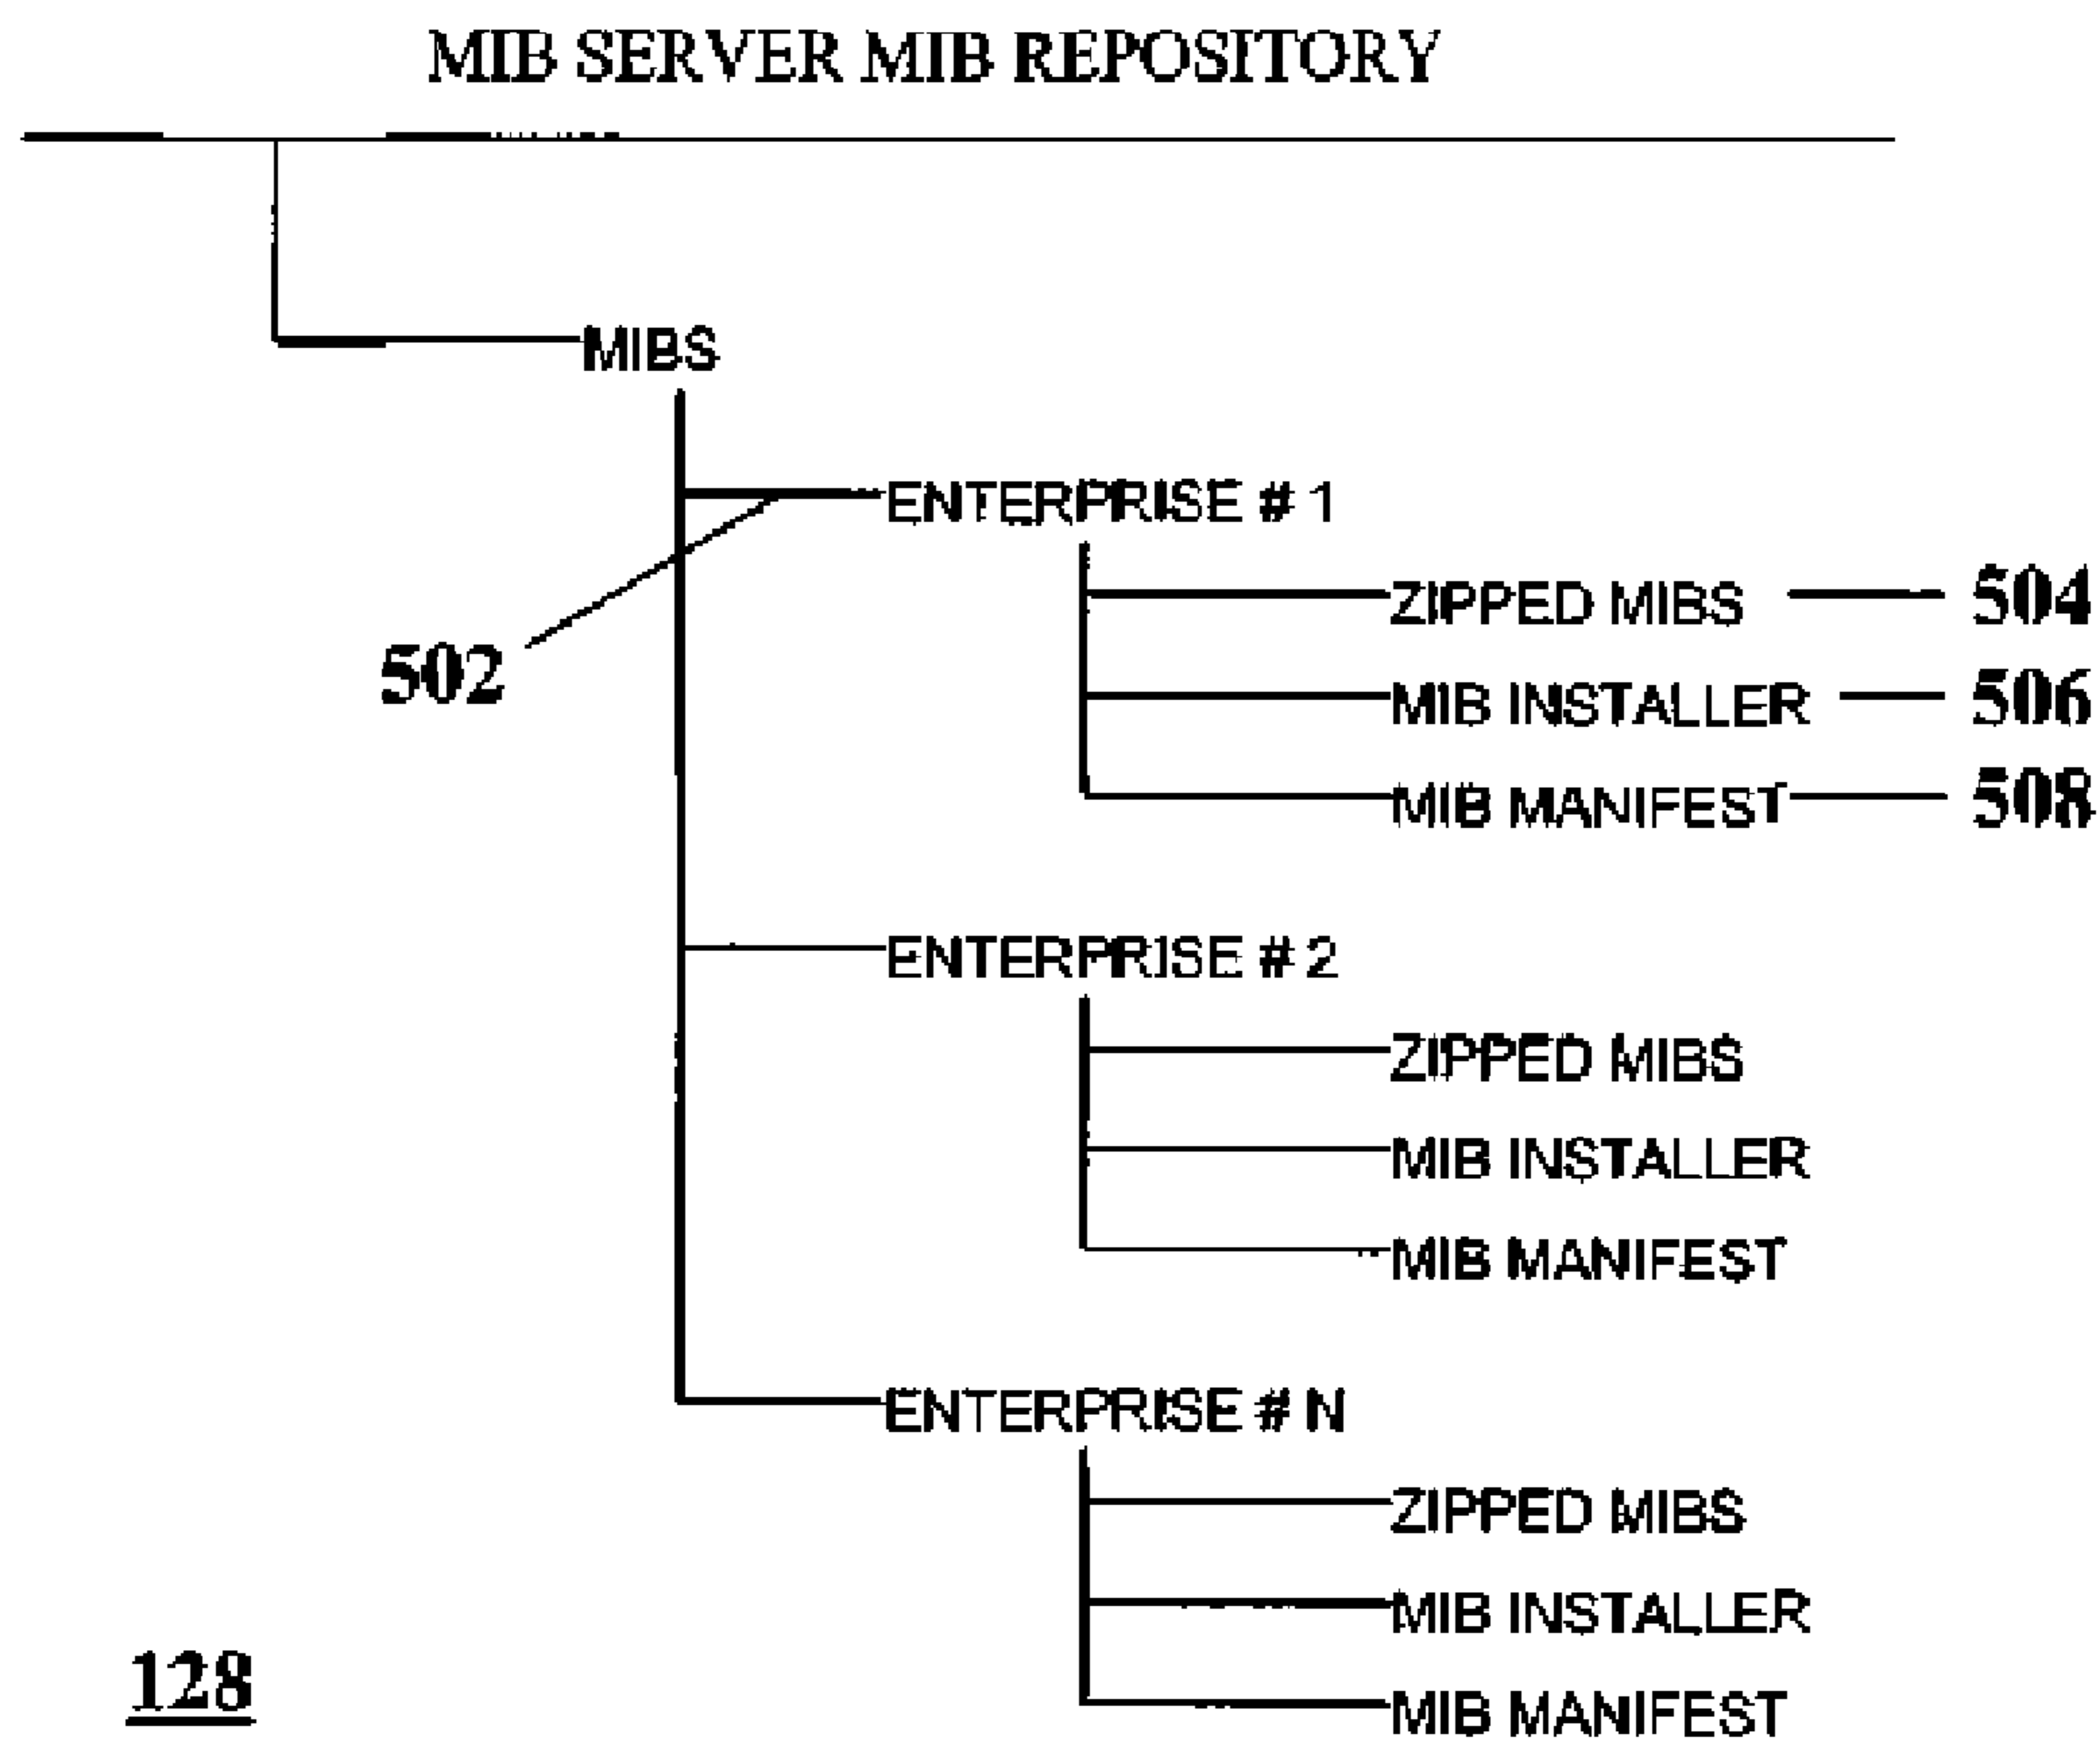 MIB SERVER MIB REPOSITORY
MIBS
ENTERPRISE # 1
ZIPPED MIBS 504
502
MIB INSTALLER 506
MIB MANIFEST 508
ENTERPRISE # 2
ZIPPED MIBS
MIB INSTALLER
MIB MANIFEST
ENTERPRISE # N
ZIPPED MIBS
MIB INSTALLER
128
MIB MANIFEST